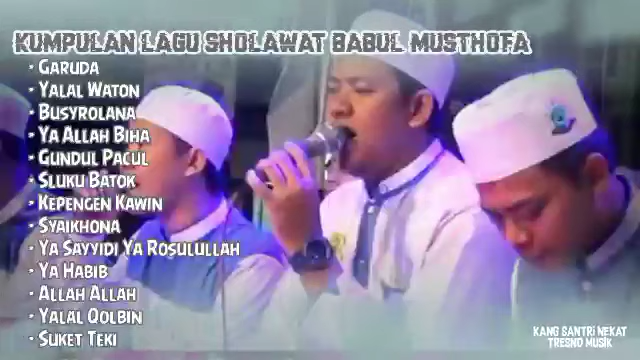 KUMPULAN LAGU SHOLAWAT BABUL MUSTHOFA
• GARUDA
• YALAL WATON
• BUSYROLANA
• YA ALLAH BIHA
• GUNDUL PACUL
• SLUKU BATOK
• KEPENGEN KAWIN
• SYAIKHONA
• YA SAYYIDI YA ROSULULLAH
• YA HABIB
• ALLAH ALLAH
• YALAL QOLBIN
• SUKET TEKI
KANG SANTRI NEKAT
TRESNO MUSIK